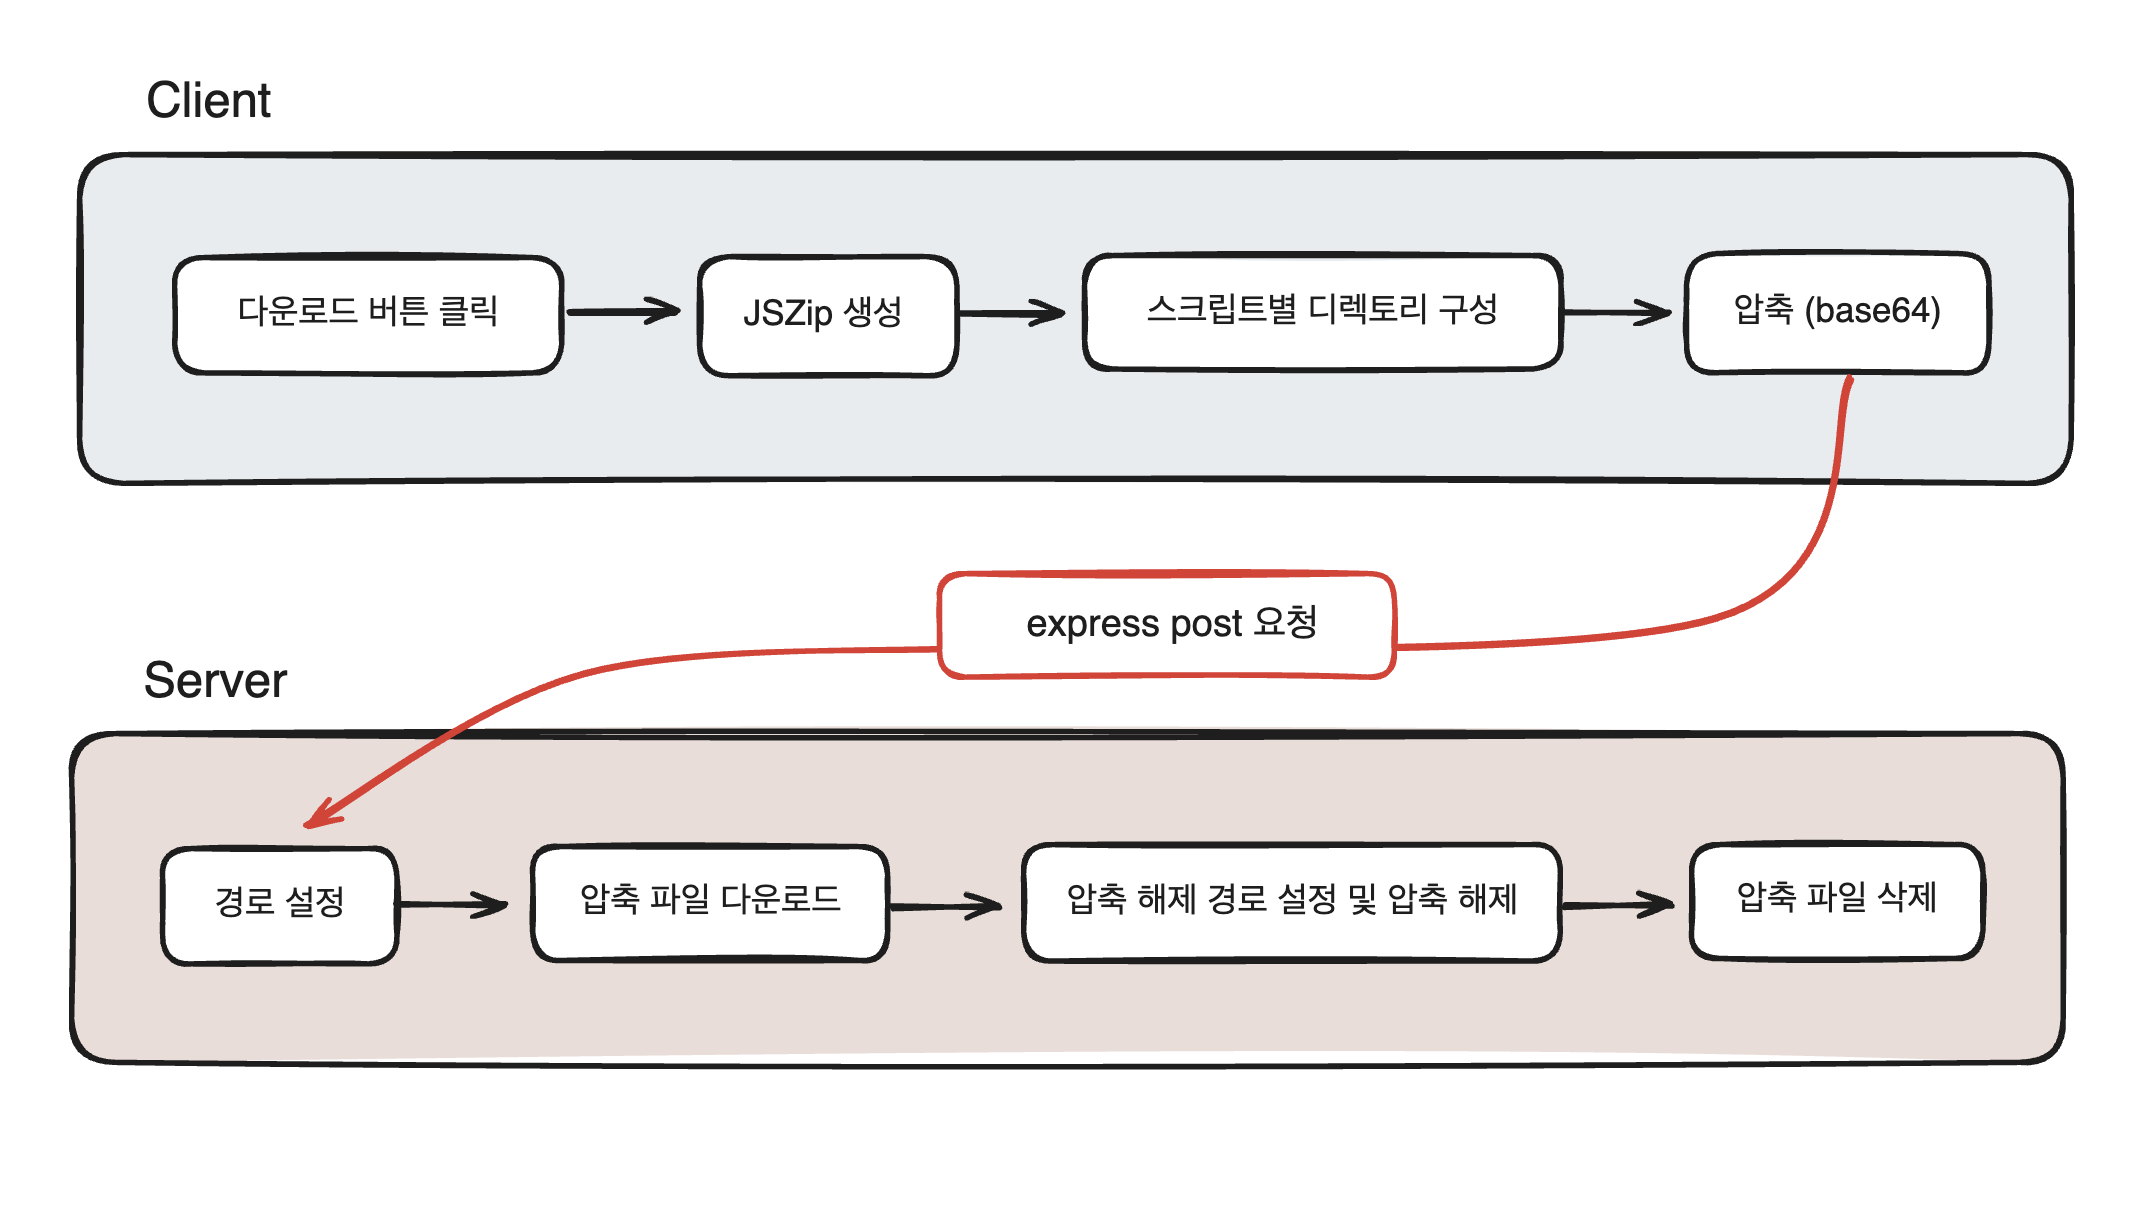 Client
다운로드 버튼 클릭
JSZip 생성
스크립트별 디렉토리 구성
압축 (base64)
express post 요청
Server
경로 설정
압축 파일 다운로드
압축 해제 경로 설정 및 압축 해제
압축 파일 삭제